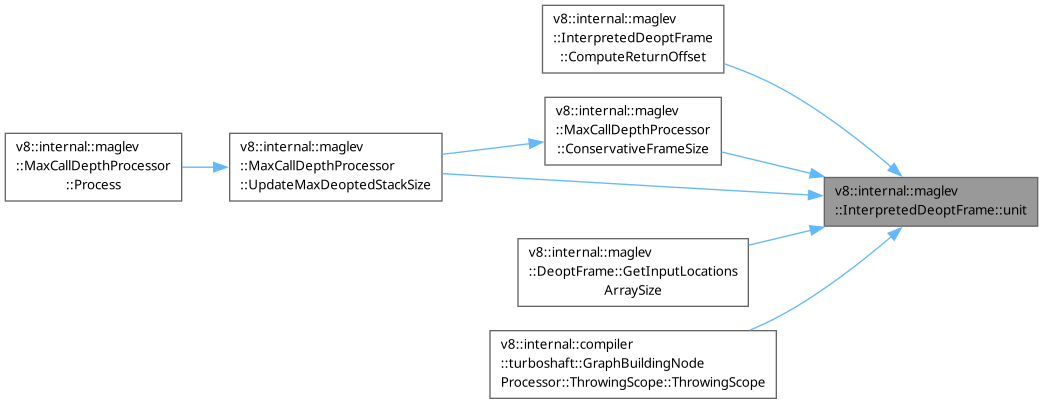 v8::internal::maglev
::InterpretedDeoptFrame
::ComputeReturnOffset
v8::internal::maglev
::MaxCallDepthProcessor
::ConservativeFrameSize
v8::internal::maglev
::MaxCallDepthProcessor
::Process
v8::internal::maglev
::MaxCallDepthProcessor
::UpdateMaxDeoptedStackSize
v8::internal::maglev
::InterpretedDeoptFrame::unit
v8::internal::maglev
::DeoptFrame::GetInputLocations
ArraySize
v8::internal::compiler
::turboshaft::GraphBuildingNode
Processor::ThrowingScope::ThrowingScope